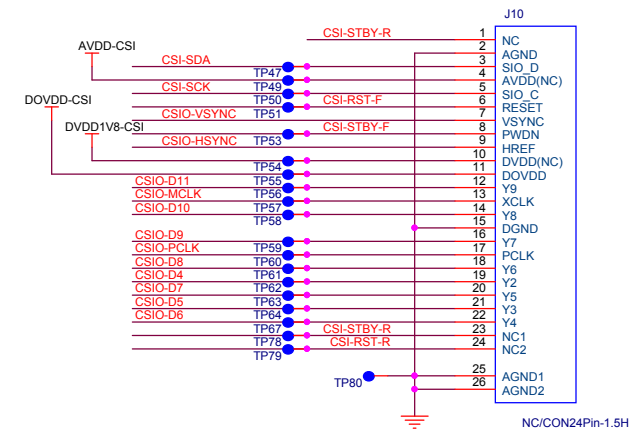 J10
CSI-STBY-R 1 NC
AVDD-CSI 2 AGND
CSI-SDA 3 SIO_D
TP47 4 AVDD(NC)
CSI-SCK TP49 5 SIO_C
DOVDD-CSI TP50 CSI-RST-F 6 RESET
CSIO-VSYNC TP51 7 VSYNC
DVDD1V8-CSI CSI-STBY-F 8 PWDN
CSIO-HSYNC TP53 9 HREF
10 DVDD(NC)
TP54 11 DOVDD
CSIO-D11 TP55 12 Y9
CSIO-MCLK TP56 13 XCLK
CSIO-D10 TP57 14 Y8
TP58 15 DGND
CSIO-D9 16 Y7
CSIO-PCLK TP59 17 PCLK
CSIO-D8 TP60 18 Y6
CSIO-D4 TP61 19 Y2
CSIO-D7 TP62 20 Y5
CSIO-D5 TP63 21 Y3
CSIO-D6 TP64 22 Y4
TP67 CSI-STBY-R 23 NC1
TP78 CSI-RST-R 24 NC2
TP79
25 AGND1
TP80 26 AGND2
NC/CON24Pin-1.5H